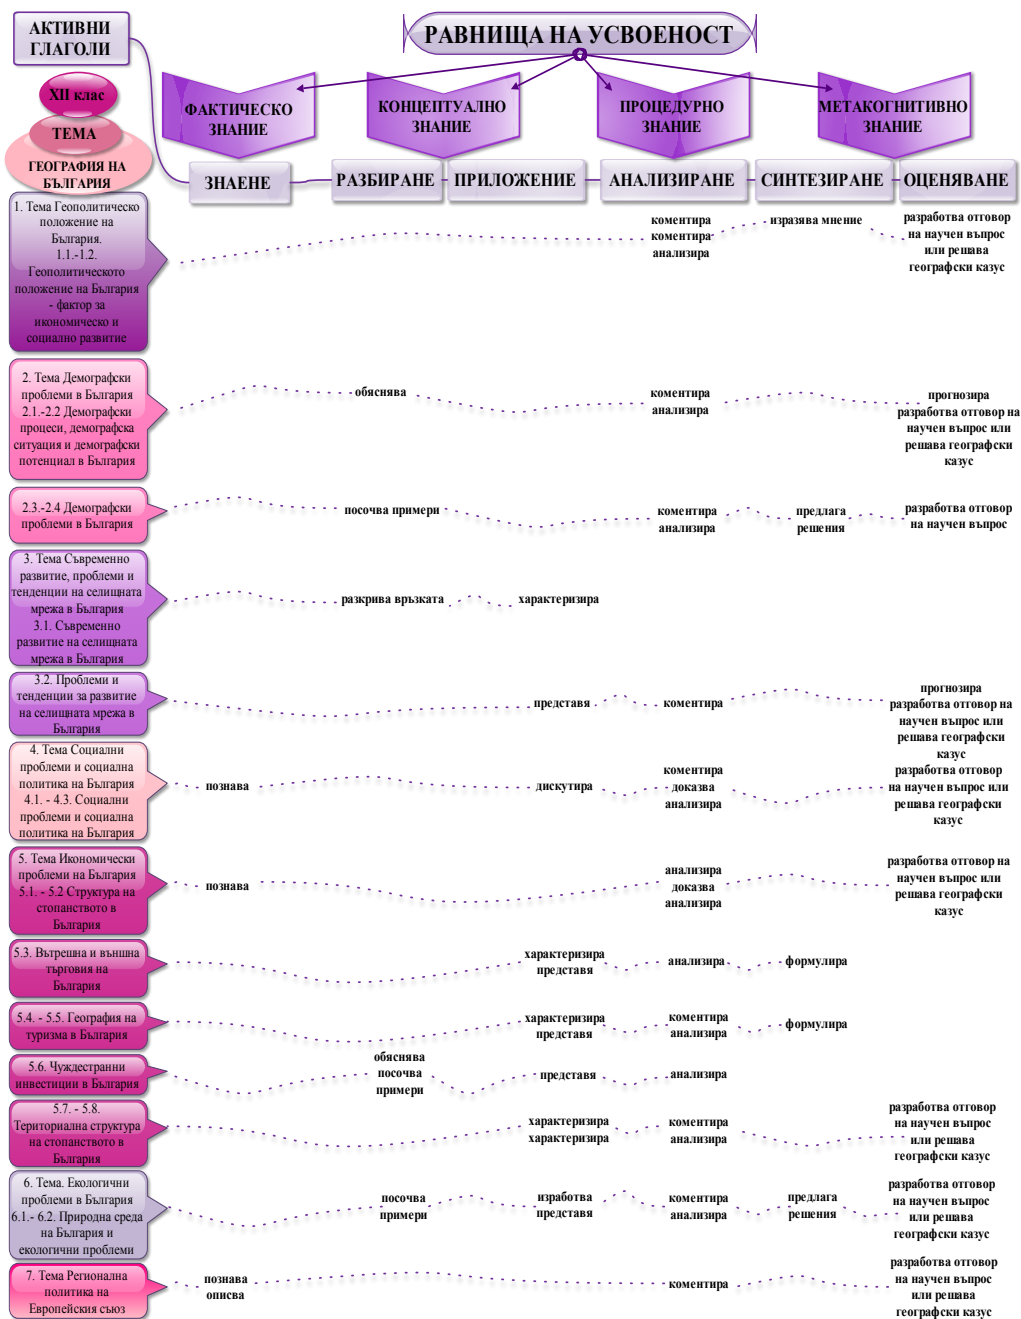 АКТИВНИ
ГЛАГОЛИ
РАВНИЩА НА УСВОЕНОСТ
XII клас
ТЕМА
ГЕОГРАФИЯ НА
БЪЛГАРИЯ
ФАКТИЧЕСКО
ЗНАНИЕ
КОНЦЕПТУАЛНО
ЗНАНИЕ
ПРОЦЕДУРНО
ЗНАНИЕ
МЕТАКОГНИТИВНО
ЗНАНИЕ
ЗНАЕНЕ
РАЗБИРАНЕ
ПРИЛОЖЕНИЕ
АНАЛИЗИРАНЕ
СИНТЕЗИРАНЕ
ОЦЕНЯВАНЕ
1. Тема Геополитическо
положение на
България.
1.1.-1.2.
Геополитическото
положение на България
- фактор за
икономическо и
социално развитие
коментира
коментира
анализира
изразява мнение
разработва отговор
на научен въпрос
или решава
географски казус
2. Тема Демографски
проблеми в България
2.1.-2.2 Демографски
процеси, демографска
ситуация и демографски
потенциал в България
обяснява
коментира
анализира
прогнозира
разработва отговор на
научен въпрос или
решава географски
казус
2.3.-2.4 Демографски
проблеми в България
посочва примери
коментира
анализира
предлага
решения
разработва отговор
на научен въпрос
3. Тема Съвременно
развитие, проблеми и
тенденции на селищната
мрежа в България
3.1. Съвременно
развитие на селищната
мрежа в България
разкрива връзката
характеризира
3.2. Проблеми и
тенденции за развитие
на селищната мрежа в
България
представя
коментира
прогнозира
разработва отговор на
научен въпрос или
решава географски
казус
4. Тема Социални
проблеми и социална
политика на България
4.1. - 4.3. Социални
проблеми и социална
политика на България
познава
дискутира
коментира
доказва
анализира
разработва отговор
на научен въпрос или
решава географски
казус
5. Тема Икономически
проблеми на България
5.1. - 5.2 Структура на
стопанството в
България
познава
анализира
доказва
анализира
разработва отговор на
научен въпрос или
решава географски
казус
5.3. Вътрешна и външна
търговия на
България
характеризира
представя
анализира
формулира
5.4. - 5.5. География на
туризма в България
характеризира
представя
коментира
анализира
формулира
5.6. Чуждестранни
инвестиции в България
обяснява
посочва
примери
представя
анализира
5.7. - 5.8.
Териториална структура
на стопанството в
България
характеризира
характеризира
коментира
анализира
разработва отговор
на научен въпрос
или решава
географски казус
6. Тема. Екологични
проблеми в България
6.1.- 6.2. Природна среда
на България и
екологични проблеми
посочва
примери
изработва
представя
коментира
анализира
предлага
решения
разработва отговор
на научен въпрос
или решава
географски казус
7. Тема Регионална
политика на
Европейския съюз
познава
описва
коментира
разработва отговор
на научен въпрос
или решава
географски казус